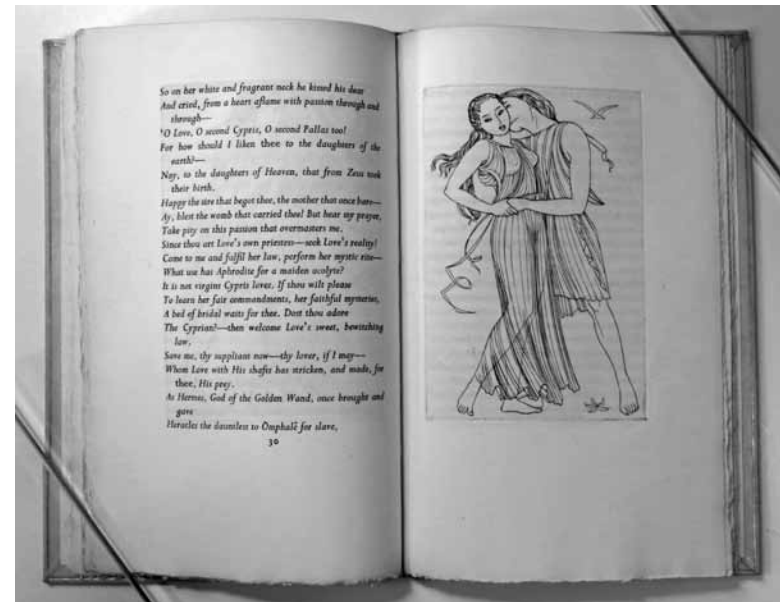 So on her white and fragrant neck he kissed his dear
And cried, from a heart aflame with passion through and
through—
'O Love, O second Cypris, O second Pallas too!
For how should I liken thee to the daughters of the
earth?—
Nay, to the daughters of Heaven, that from Zeus took
their birth.
Happy the sire that begot thee, the mother that once bare—
Ay, blest the womb that carried thee! But hear my prayer,
Take pity on this passion that overmasters me.
Since thou art Love's own priestess—seek Love's reality!
Come to me and fulfil her law, perform her mystic rite—
What use has Aphrodite for a maiden acolyte?
It is not virgins Cypris loves. If thou wilt please
To learn her fair commandments, her faithful mysteries,
A bed of bridal waits for thee. Dost thou adore
The Cyprian?—then welcome Love's sweet, bewitching
law.
Save me, thy suppliant now—thy lover, if I may—
Whom Love with His shafts has stricken, and made, for
thee, His prey.
As Hermes, God of the Golden Wand, once brought and
gave
Heracles the dauntless to Omphalê for slave,
30